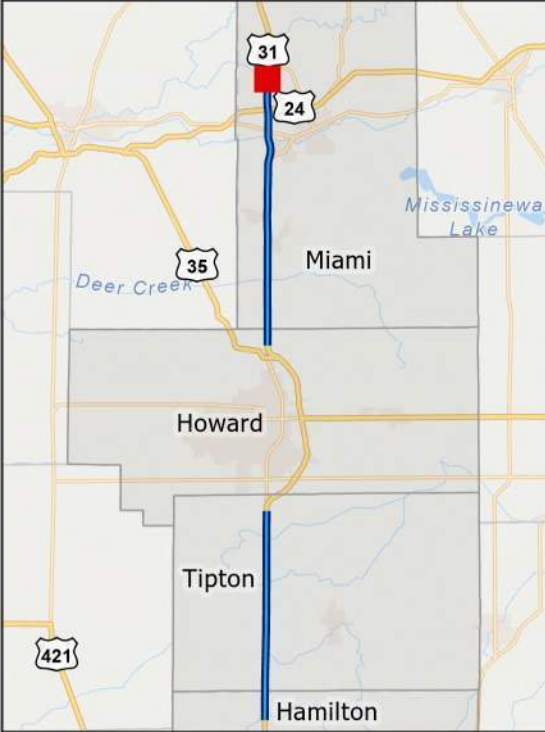 31
24
Mississinewa
Lake
Miami
35
Deer Creek
Howard
Tipton
421
Hamilton